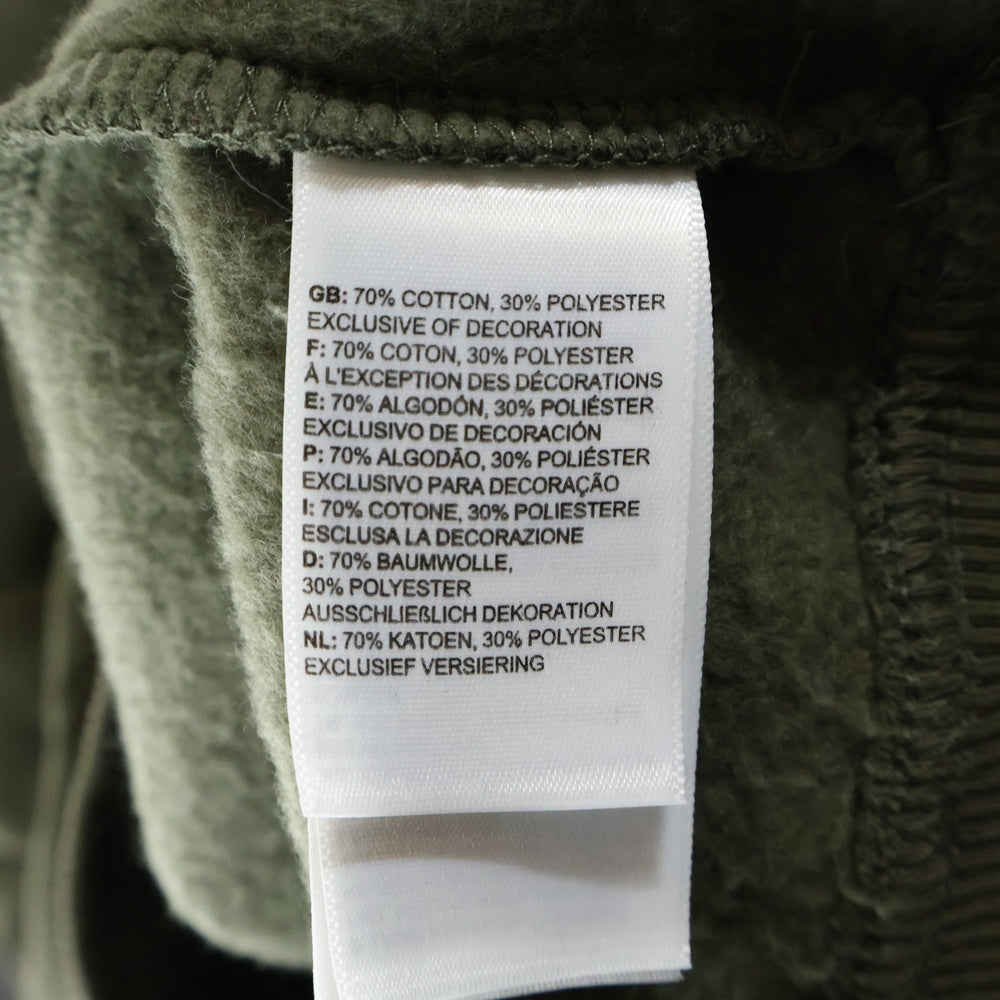 GB: 70% COTTON, 30% POLYESTER
EXCLUSIVE OF DECORATION
F: 70% COTON, 30% POLYESTER
À L'EXCEPTION DES DÉCORATIONS
E: 70% ALGODÓN, 30% POLIÉSTER
EXCLUSIVO DE DECORACIÓN
P: 70% ALGODÃO, 30% POLIÉSTER
EXCLUSIVO PARA DECORAÇÃO
I: 70% COTONE, 30% POLIESTERE
ESCLUSA LA DECORAZIONE
D: 70% BAUMWOLLE,
30% POLYESTER
AUSSCHLIEßLICH DEKORATION
NL: 70% KATOEN, 30% POLYESTER
EXCLUSIEF VERSIERING